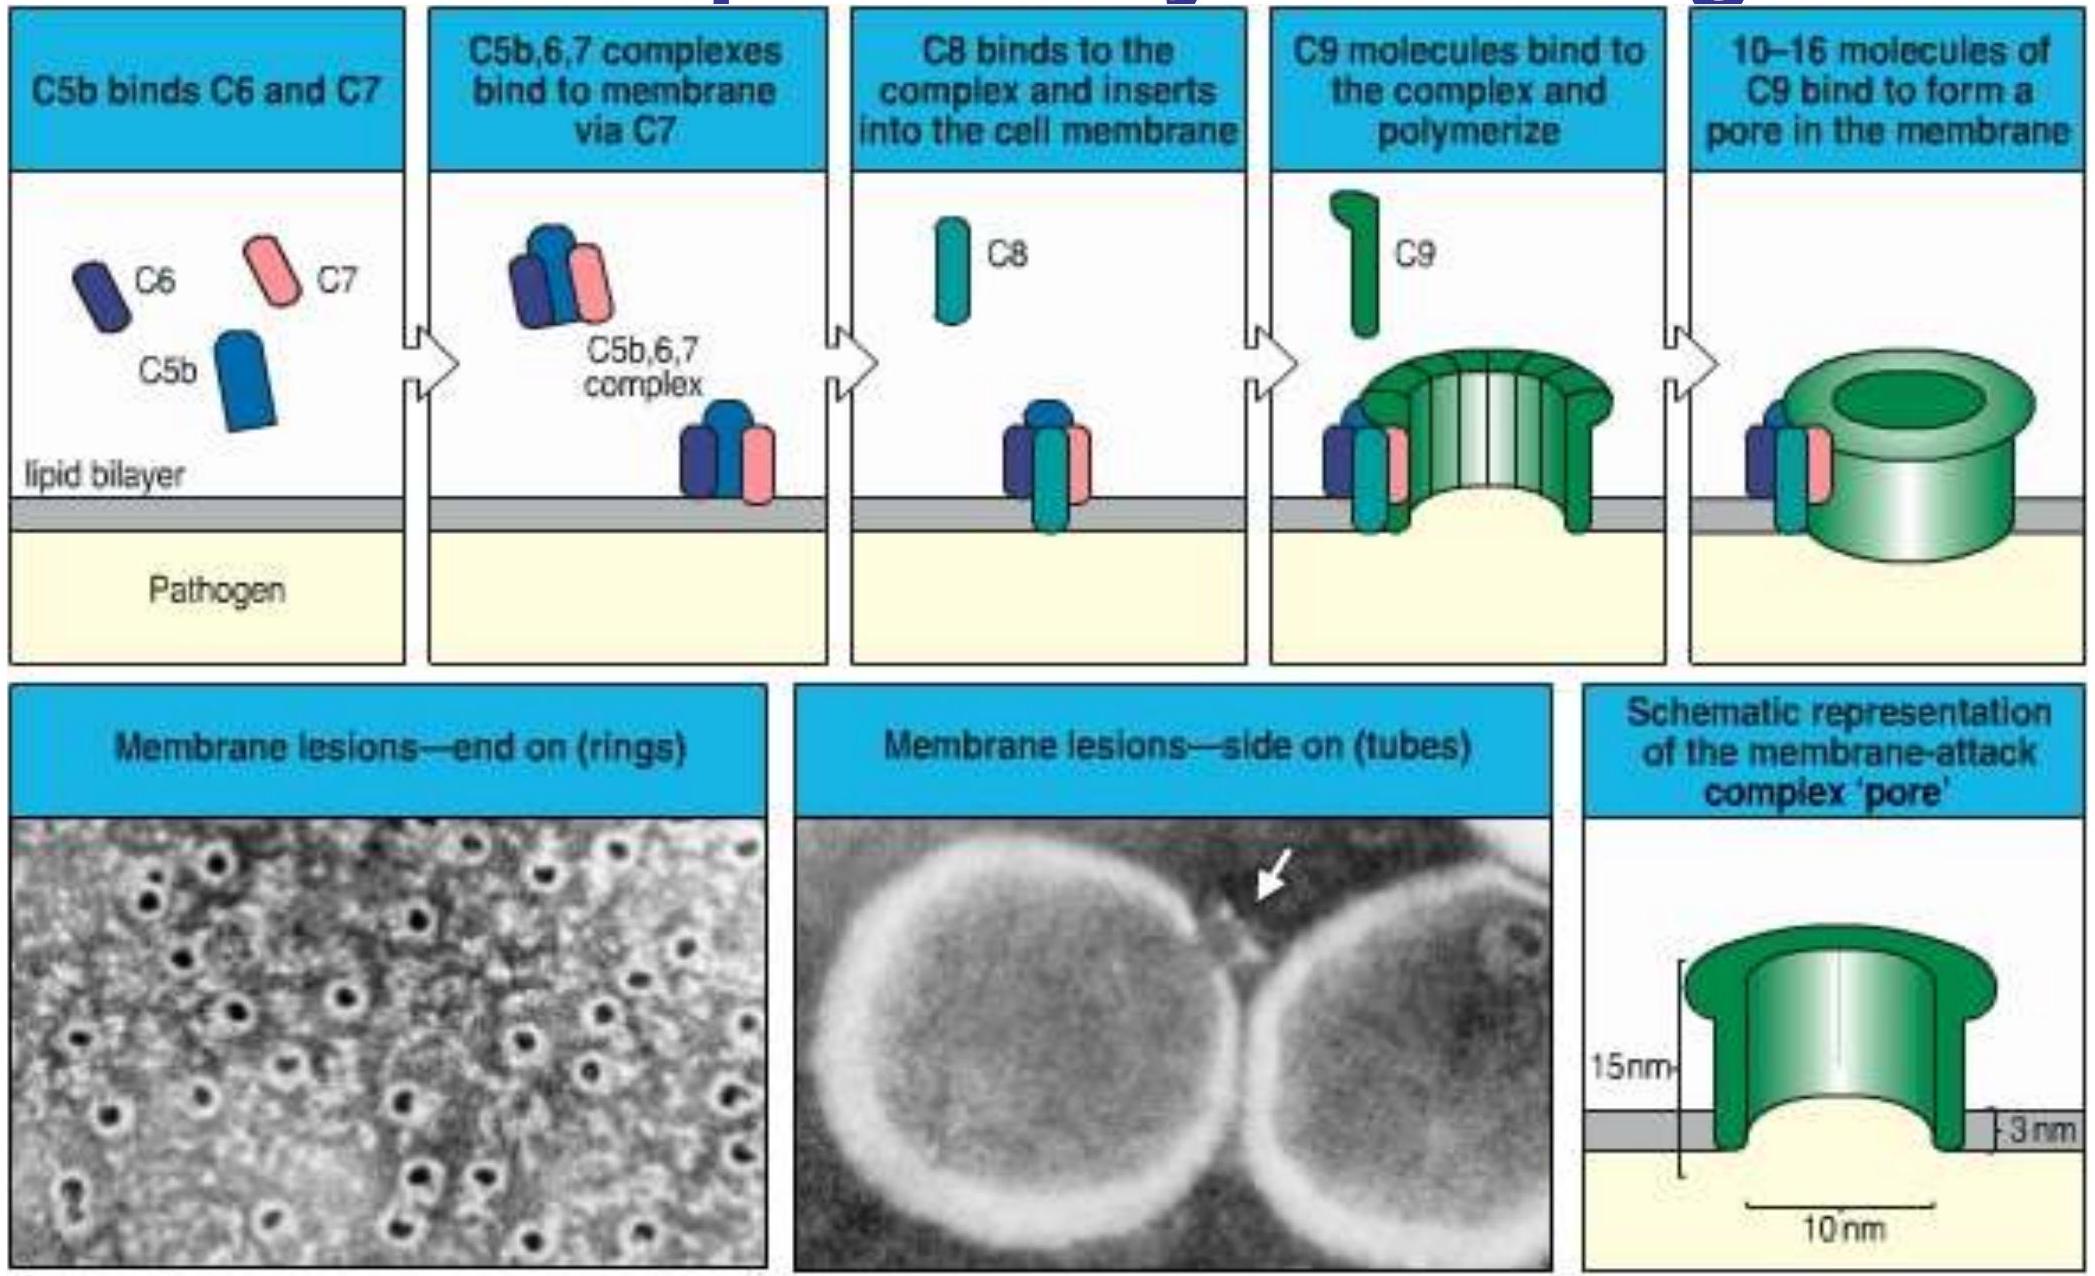 C5b binds C6 and C7
C6
C7
C5b
lipid bilayer
Pathogen
C5b,6,7 complexes
bind to membrane
via C7
C5b,6,7
complex
C8 binds to the
complex and inserts
into the cell membrane
C8
C9 molecules bind to
the complex and
polymerize
C9
10–16 molecules of
C9 bind to form a
pore in the membrane
Membrane lesions—end on (rings)
Membrane lesions—side on (tubes)
Schematic representation
of the membrane-attack
complex ‘pore’
15nm
3nm
10nm